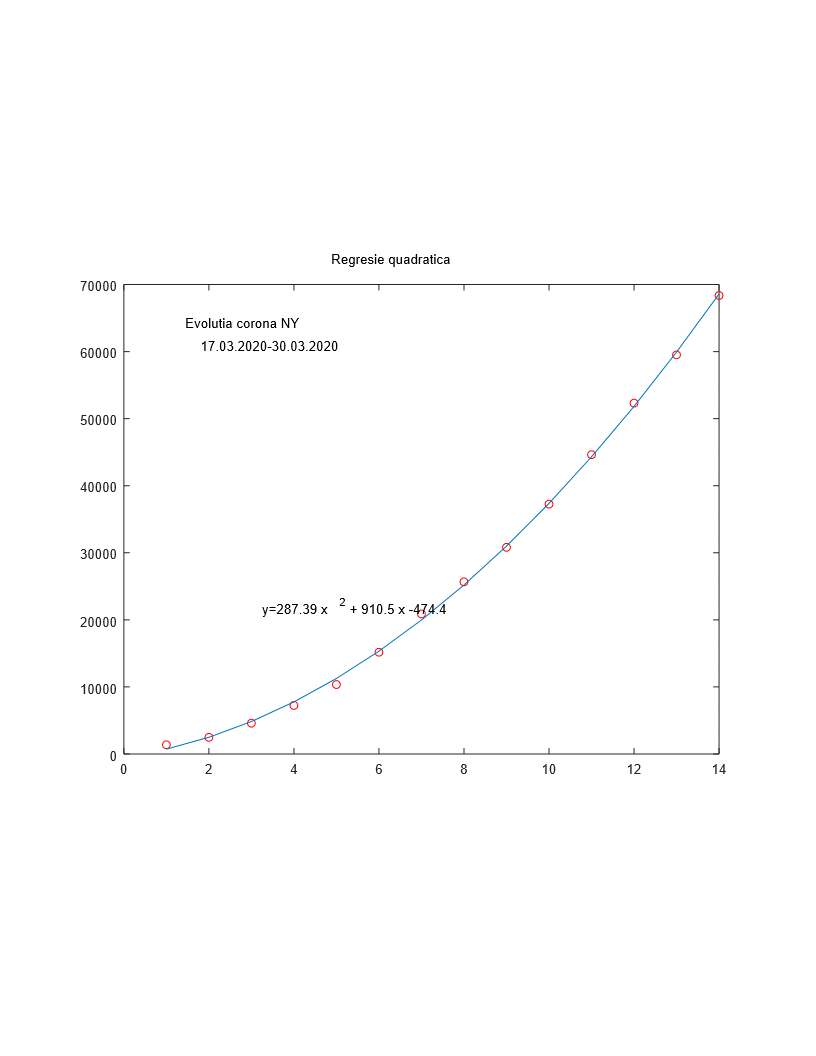 Regresie quadratica
70000
Evolutia corona NY
17.03.2020-30.03.2020
60000
50000
40000
30000
y=287.39 x 2 + 910.5 x -474.4
20000
10000
0
0 2 4 6 8 10 12 14